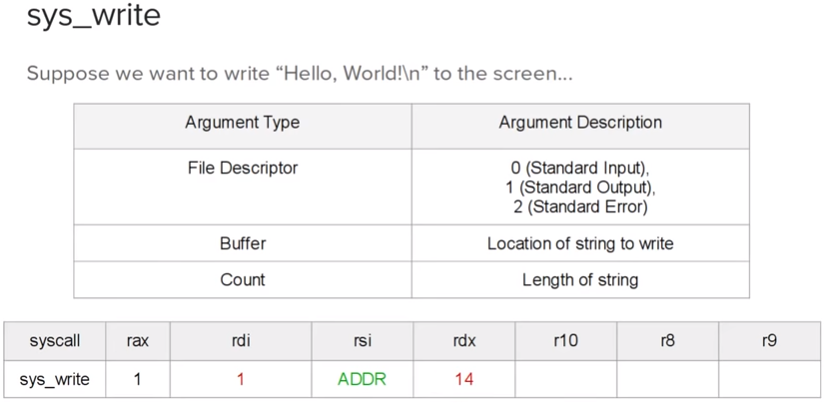 sys_write
Suppose we want to write “Hello, World!\n” to the screen...
Argument Type Argument Description
File Descriptor 0 (Standard Input),
1 (Standard Output),
2 (Standard Error)
Buffer Location of string to write
Count Length of string
syscall rax rdi rsi rdx r10 r8 r9
sys_write 1 1 ADDR 14